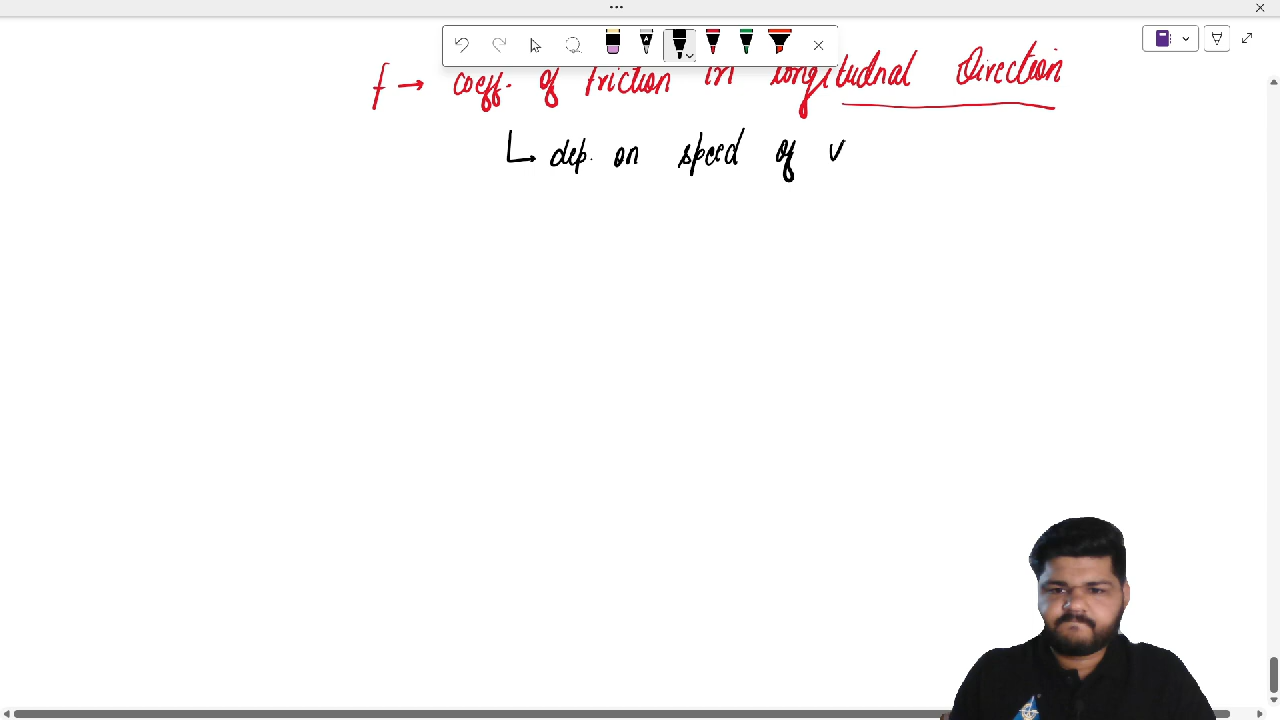 f → coeff. of friction in longitudnal Direction
↳ dep. on speed of v